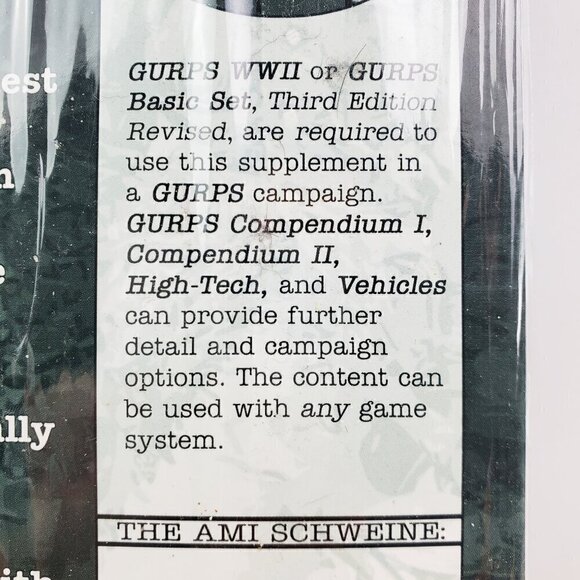 GURPS WWII or GURPS
Basic Set, Third Edition
Revised, are required to
use this supplement in
a GURPS campaign.
GURPS Compendium I,
Compendium II,
High-Tech, and Vehicles
can provide further
detail and campaign
options. The content can
be used with any game
system.
THE AMI SCHWEINE: